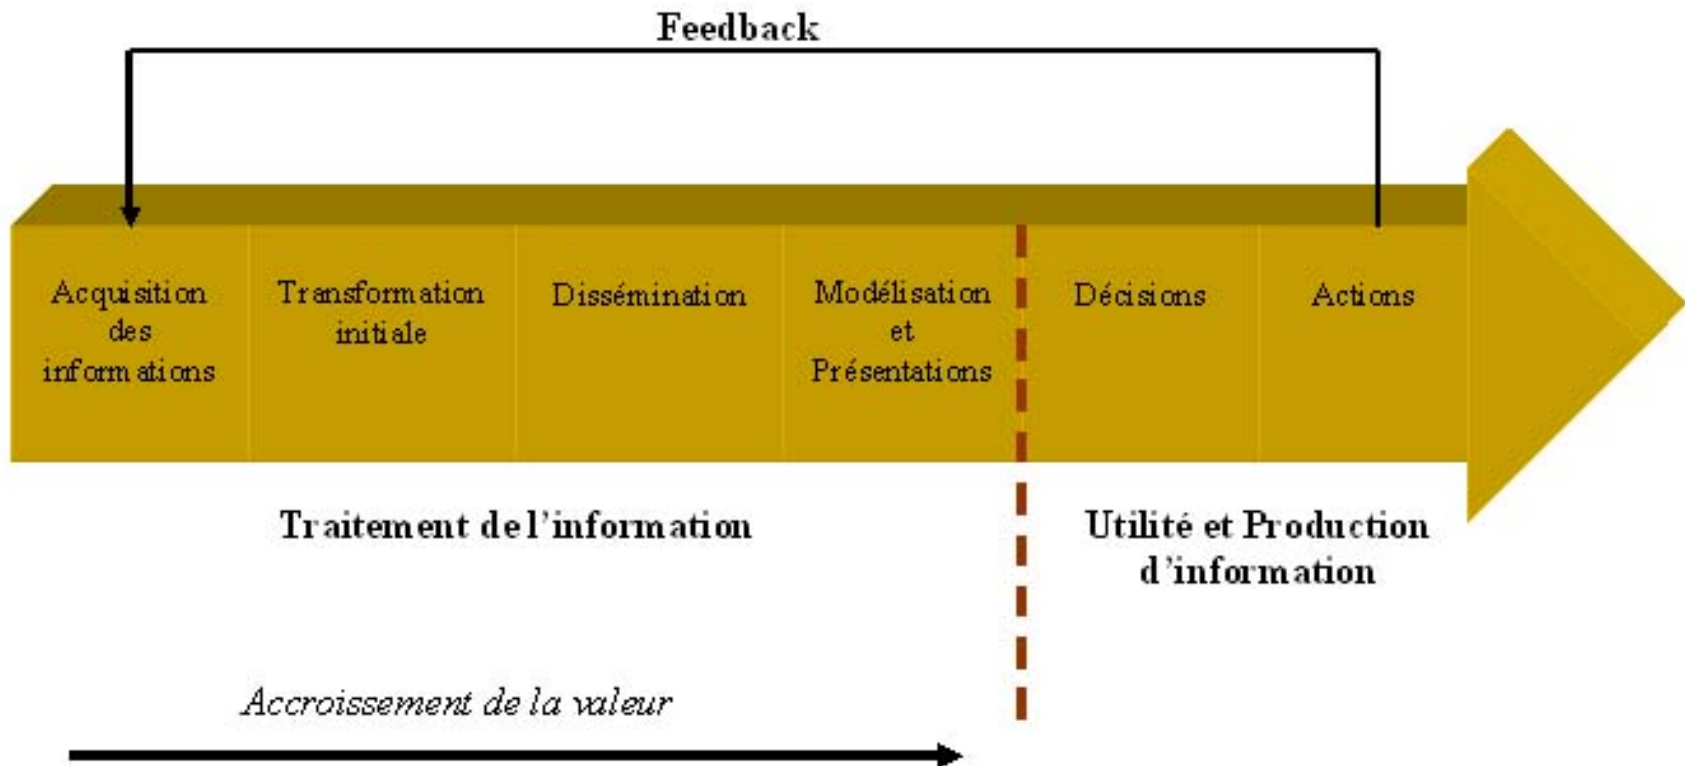 Feedback
Acquisition
des
informations
Transformation
initiale
Dissémination
Modélisation
et
Présentations
Décisions
Actions
Traitement de l'information
Utilité et Production
d'information
Accroissement de la valeur